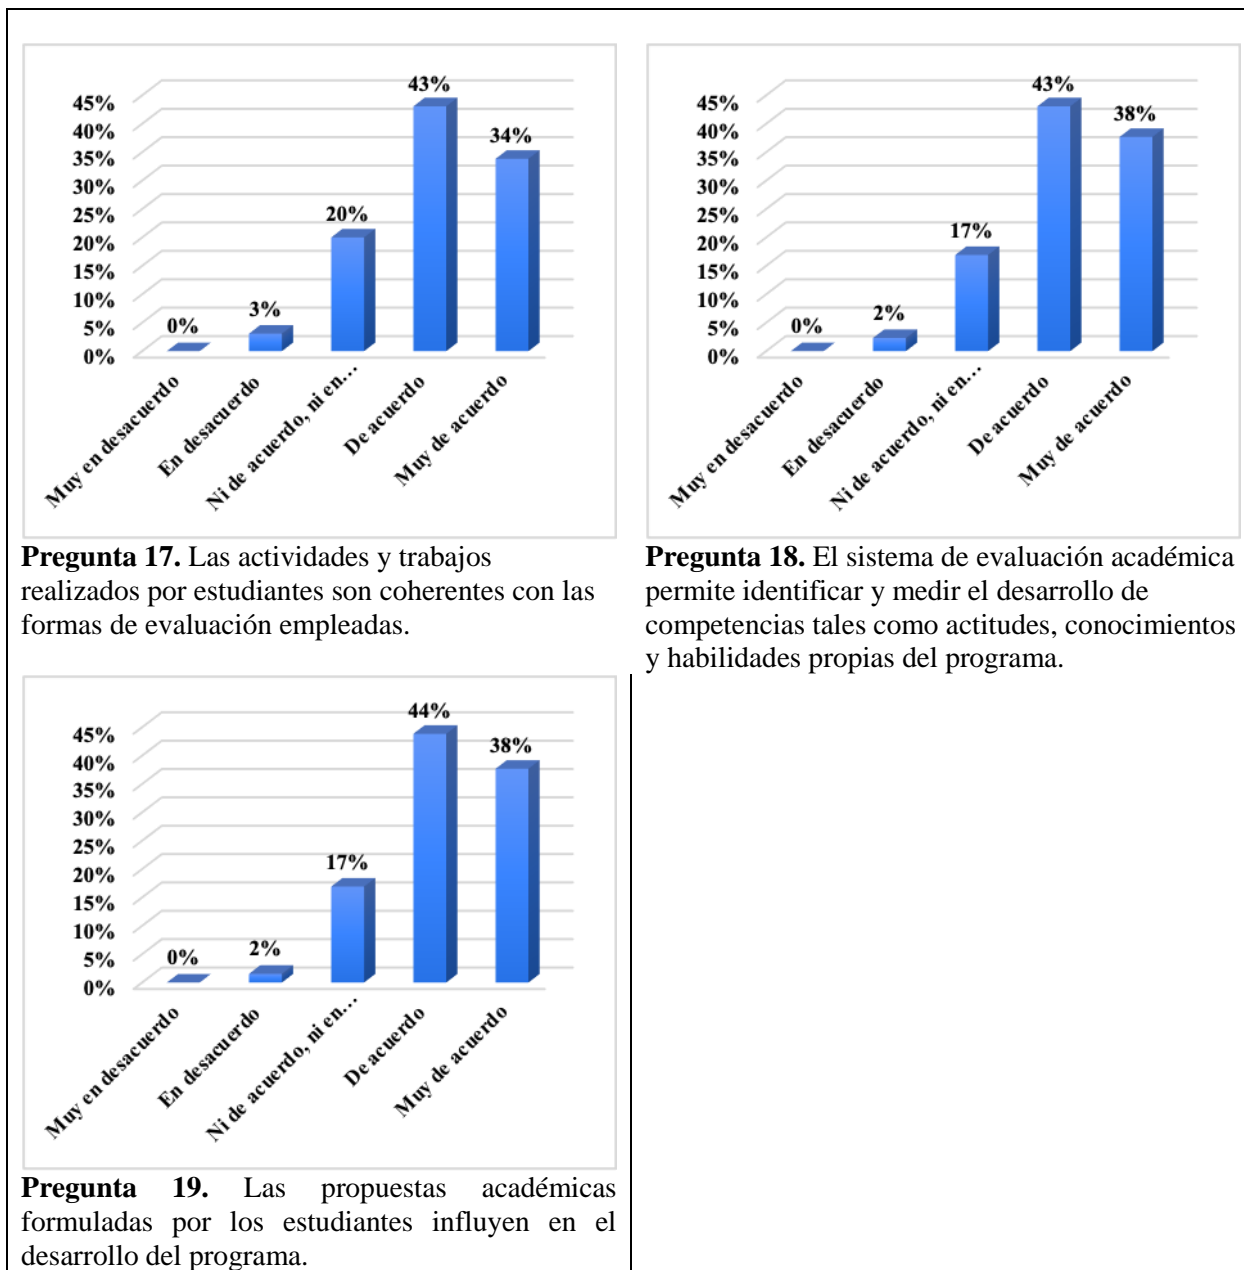 43%
45%
40%
35%
30%
25%
20%
15%
10%
5%
0%
0%
3%
20%
34%
Muy en desacuerdo
En desacuerdo
Ni de acuerdo, ni en...
De acuerdo
Muy de acuerdo
Pregunta 17. Las actividades y trabajos
realizados por estudiantes son coherentes con las
formas de evaluación empleadas.
43%
45%
40%
35%
30%
25%
20%
15%
10%
5%
0%
0%
2%
17%
38%
Muy en desacuerdo
En desacuerdo
Ni de acuerdo, ni en...
De acuerdo
Muy de acuerdo
Pregunta 18. El sistema de evaluación académica
permite identificar y medir el desarrollo de
competencias tales como actitudes, conocimientos
y habilidades propias del programa.
44%
45%
40%
35%
30%
25%
20%
15%
10%
5%
0%
0%
2%
17%
38%
Muy en desacuerdo
En desacuerdo
Ni de acuerdo, ni en...
De acuerdo
Muy de acuerdo
Pregunta 19. Las propuestas académicas
formuladas por los estudiantes influyen en el
desarrollo del programa.